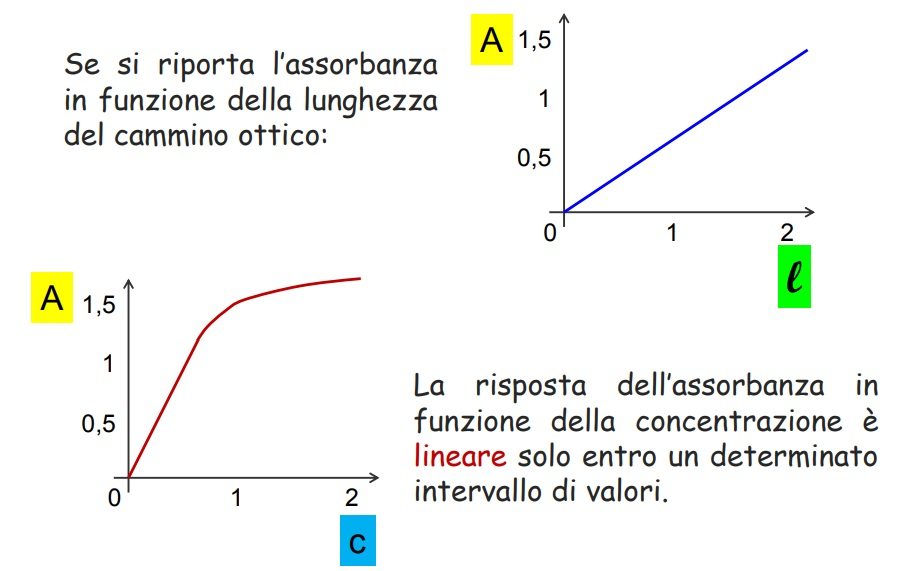 Se si riporta l'assorbanza
in funzione della lunghezza
del cammino ottico:
A
1,5
1
0,5
0 1 2
ℓ
A
1,5
1
0,5
0 1 2
c
La risposta dell'assorbanza in
funzione della concentrazione è
lineare solo entro un determinato
intervallo di valori.